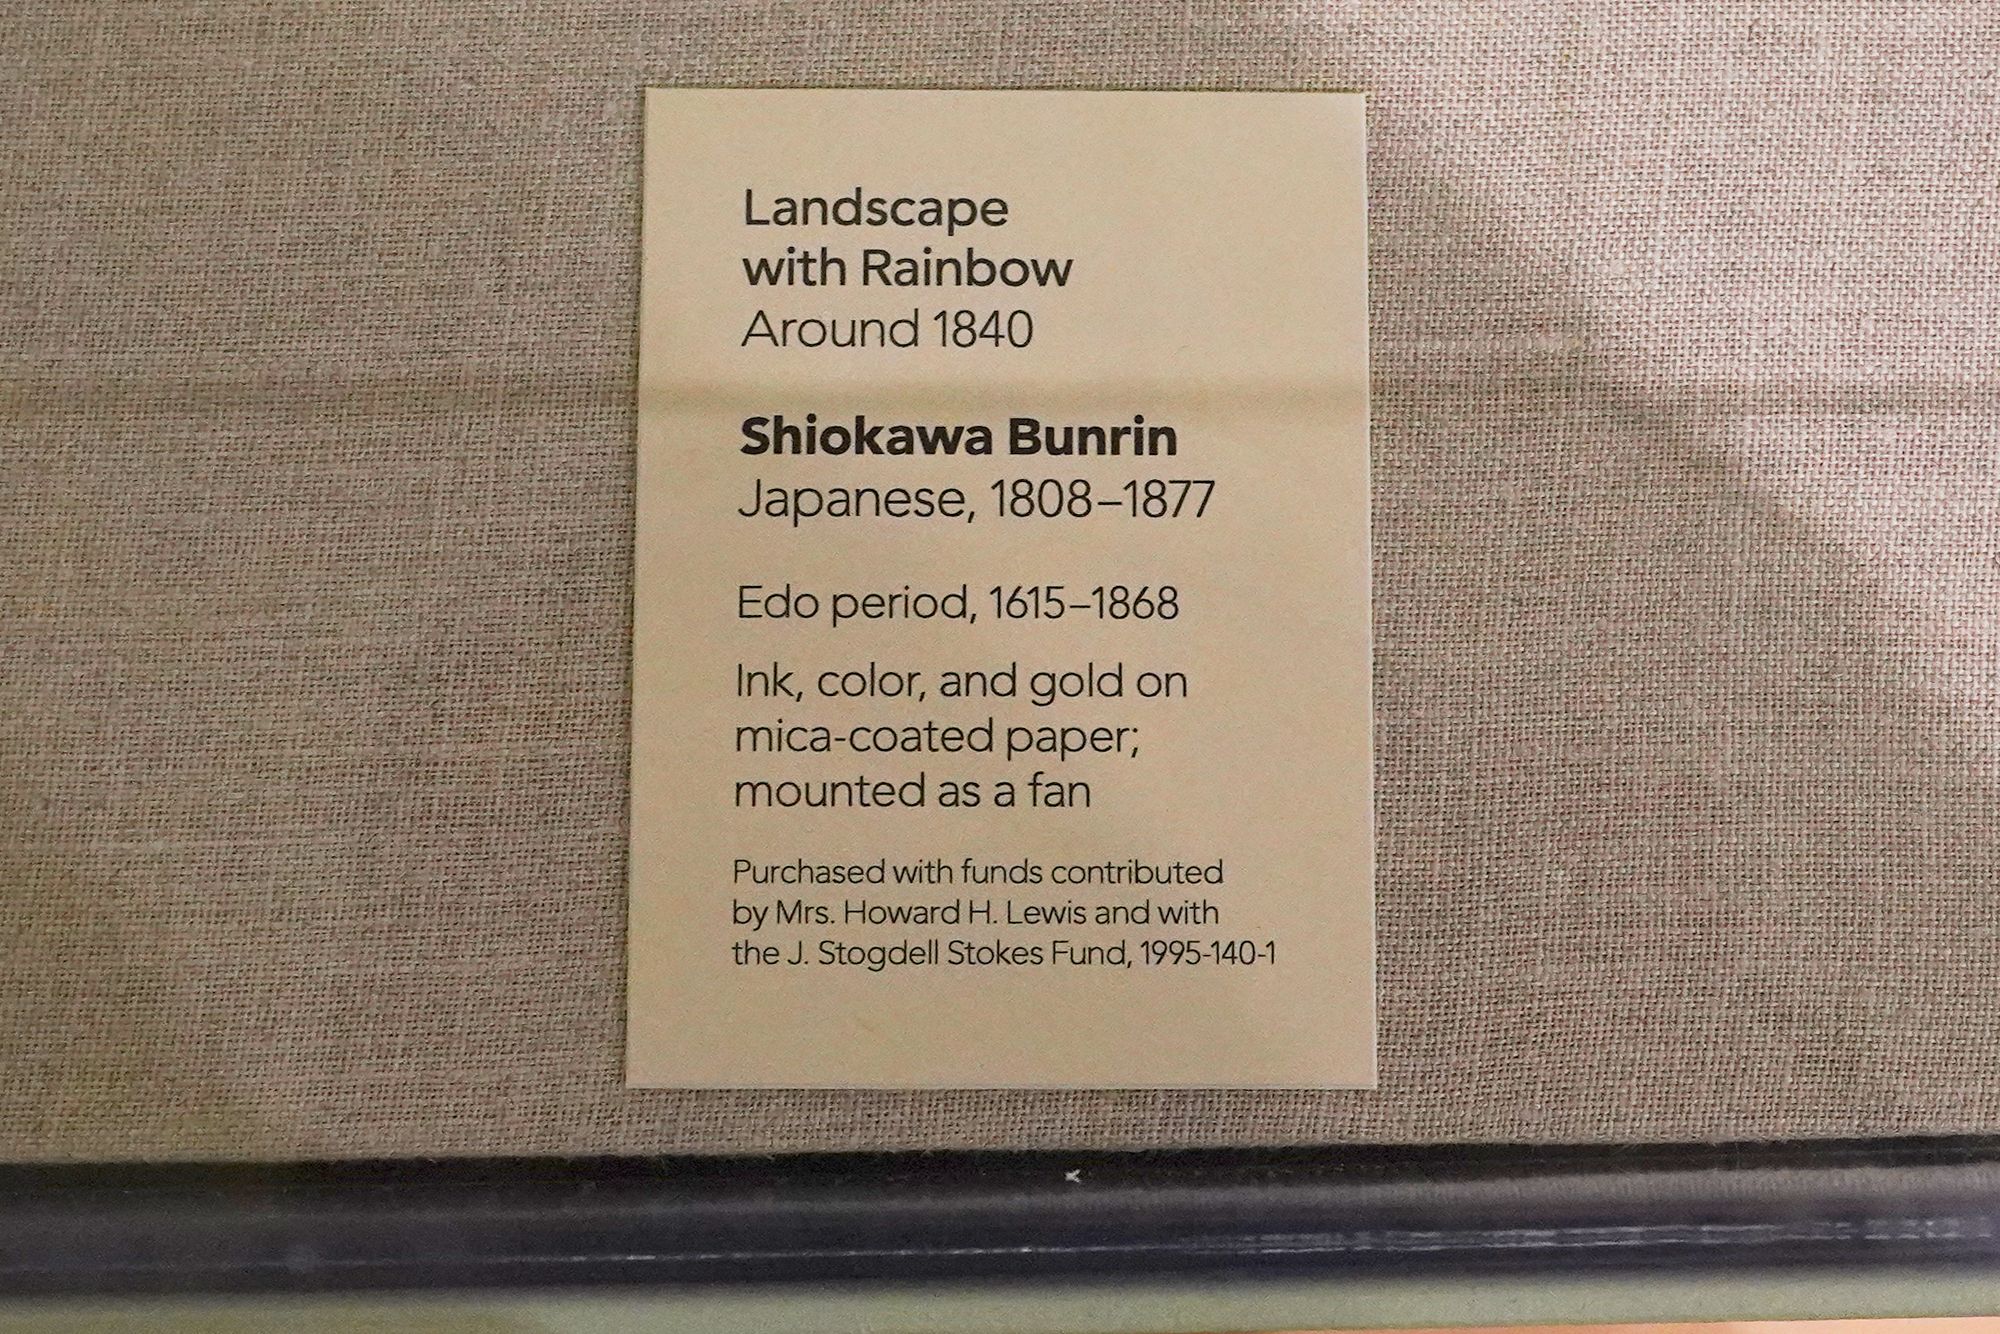 Landscape
with Rainbow
Around 1840
Shiokawa Bunrin
Japanese, 1808–1877
Edo period, 1615–1868
Ink, color, and gold on
mica-coated paper;
mounted as a fan
Purchased with funds contributed
by Mrs. Howard H. Lewis and with
the J. Stogdell Stokes Fund, 1995-140-1